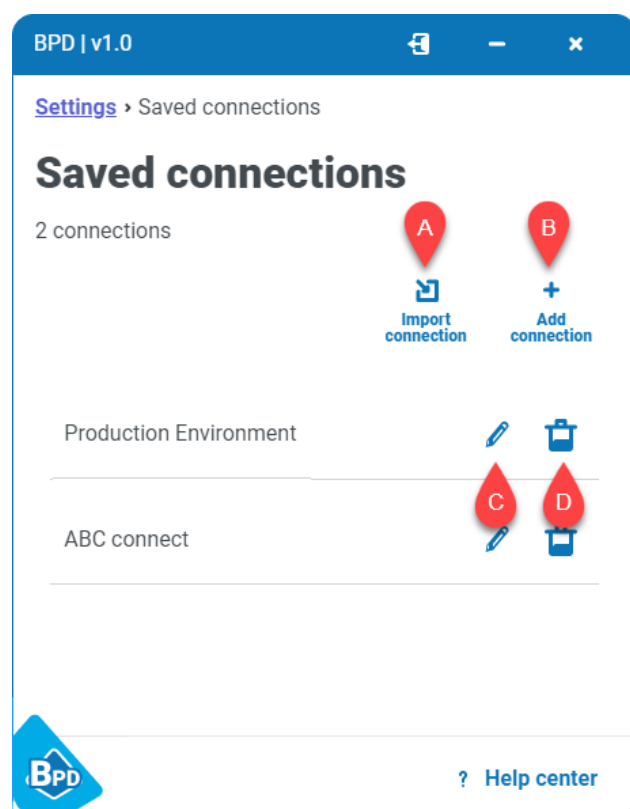 BPD | v1.0
Settings › Saved connections
Saved connections
2 connections
A
B
Import
connection
+ Add
connection
Production Environment
C
D
ABC connect
BPD
? Help center